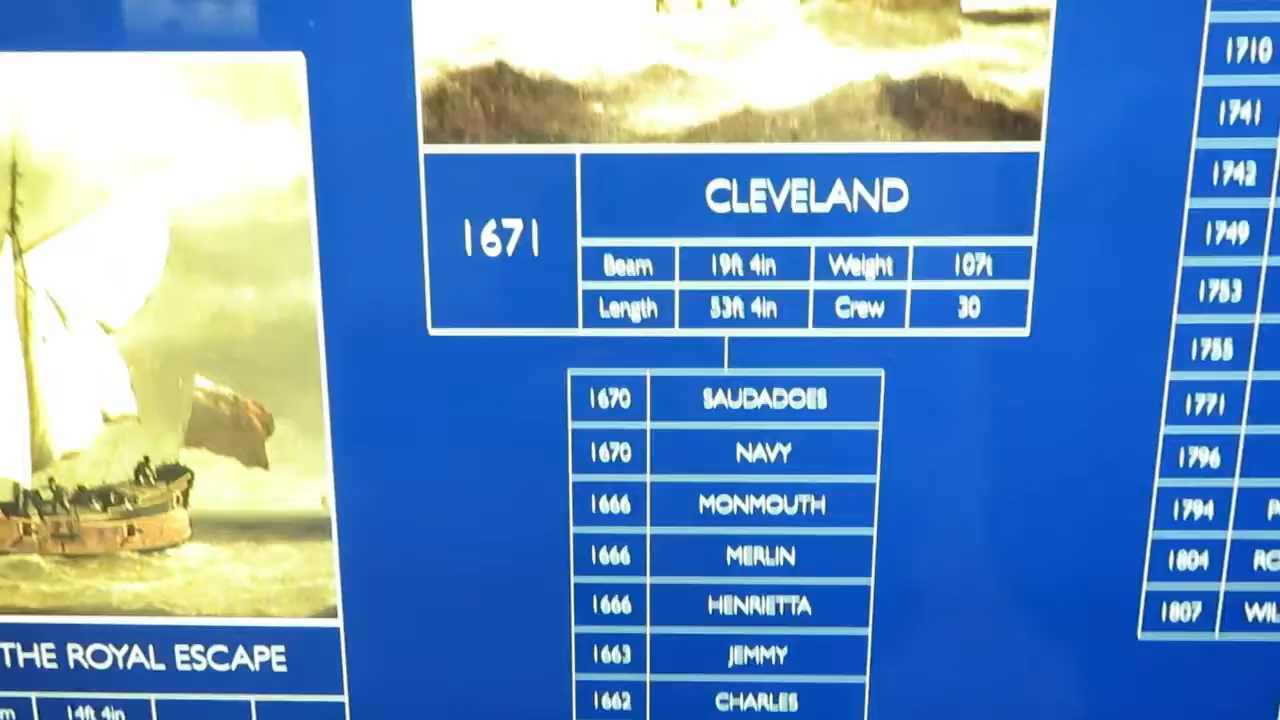 CLEVELAND
1671
Beam 19ft 4in Weight 107t
Length 53ft 4in Crew 30
1670 SAUDADOES
1670 NAVY
1666 MONMOUTH
1666 MERLIN
1666 HENRIETTA
1663 JEMMY
1662 CHARLES
THE ROYAL ESCAPE
14ft 4in
1710
1741
1742
1749
1753
1755
1771
1796
1794
1804 RO
1807 WIL